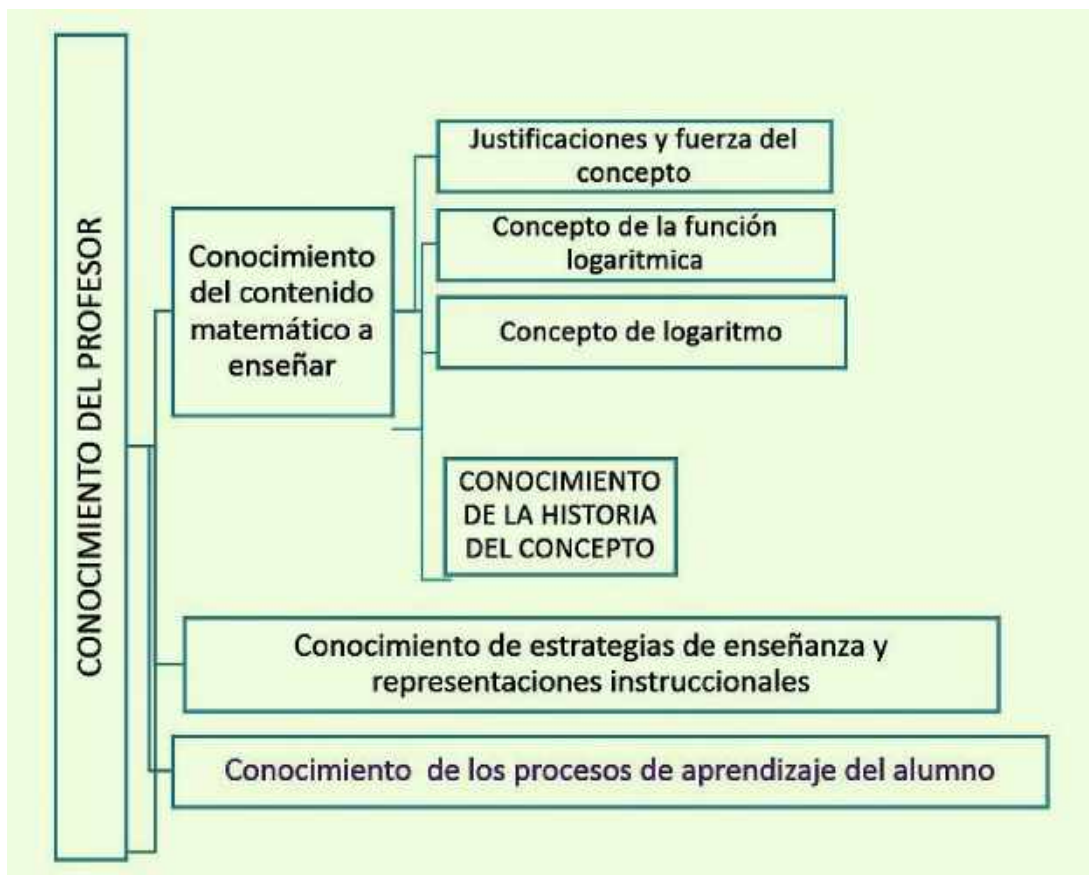 CONOCIMIENTO DEL PROFESOR
Conocimiento
del contenido
matemático a
enseñar
Justificaciones y fuerza del
concepto
Concepto de la función
logaritmica
Concepto de logaritmo
CONOCIMIENTO
DE LA HISTORIA
DEL CONCEPTO
Conocimiento de estrategias de enseñanza y
representaciones instruccionales
Conocimiento de los procesos de aprendizaje del alumno